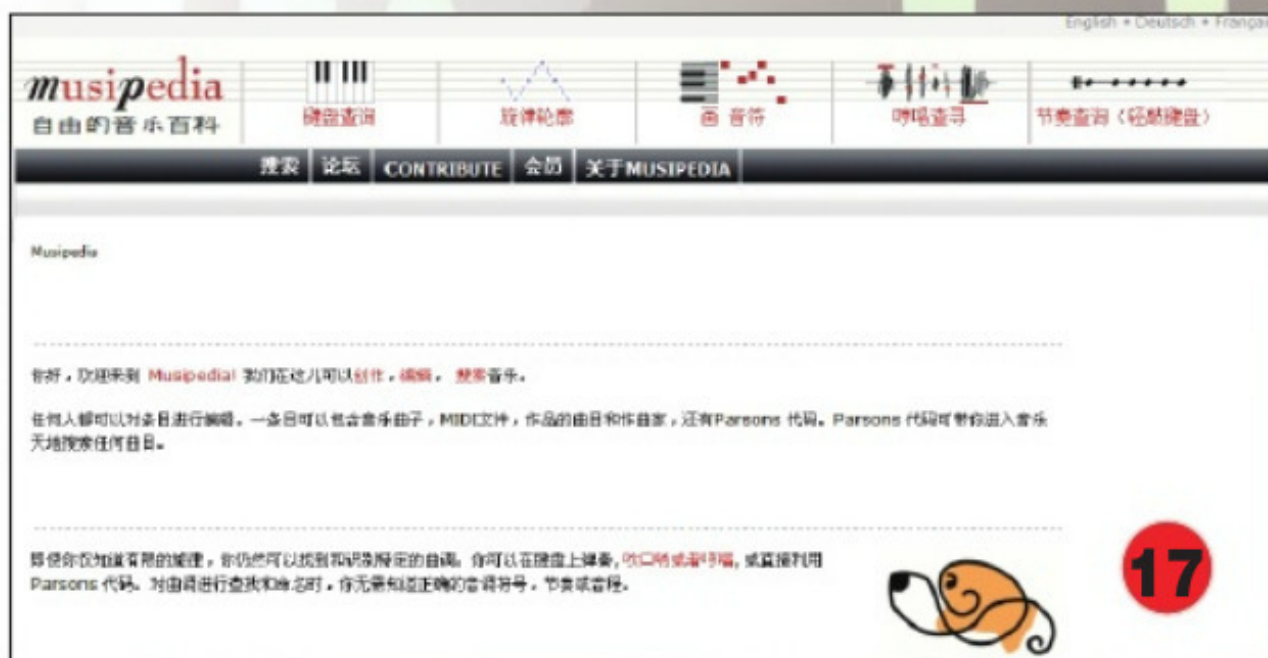 English • Deutsch • Françai
musipedia
自由的音乐百科
键盘查询
旋律轮廓
画 音符
哼唱查寻
节奏查询（轻敲键盘）
搜索 论坛 CONTRIBUTE 会员 关于MUSIPEDIA
Musipedia
你好，欢迎来到 Musipedia! 我们在这儿可以创作，编辑， 搜索音乐。
任何人都可以对条目进行编辑。一条目可以包含音乐曲子，MIDI文件，作品的曲目和作曲家，还有Parsons 代码。Parsons 代码可带你进入音乐
天地搜索任何曲目。
即使你仅知道有限的旋律，你仍然可以找到和识别特定的曲调。你可以在键盘上弹奏, 吹口哨或者哼唱, 或直接利用
Parsons 代码。对曲调进行查找和命名时，你无需知道正确的音调符号，节奏或音程。
17